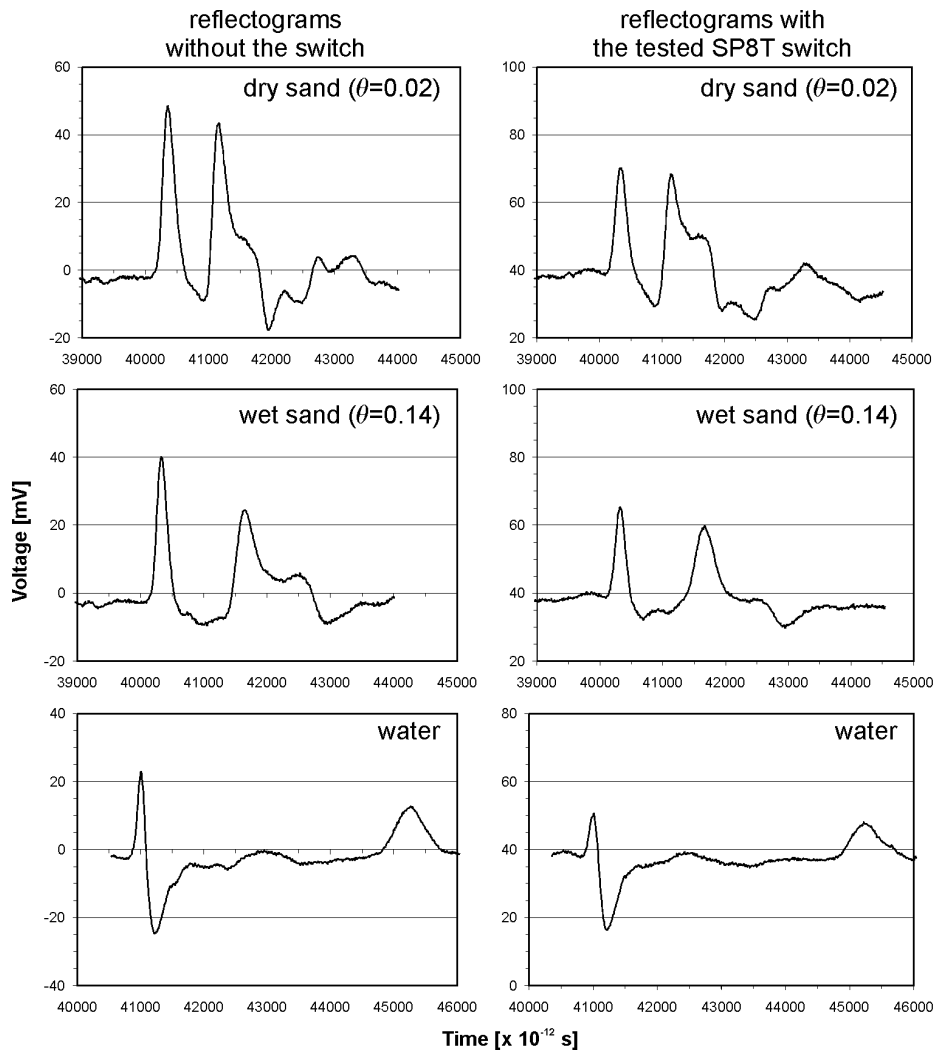 reflectograms
without the switch
reflectograms with
the tested SP8T switch
dry sand (θ=0.02)
60
40
20
0
-20
39000 40000 41000 42000 43000 44000 45000
dry sand (θ=0.02)
100
80
60
40
20
39000 40000 41000 42000 43000 44000 45000
Voltage [mV]
wet sand (θ=0.14)
60
40
20
0
-20
39000 40000 41000 42000 43000 44000 45000
wet sand (θ=0.14)
100
80
60
40
20
39000 40000 41000 42000 43000 44000 45000
water
40
20
0
-20
-40
40000 41000 42000 43000 44000 45000 46000
water
80
60
40
20
0
40000 41000 42000 43000 44000 45000 46000
Time [x 10⁻¹² s]